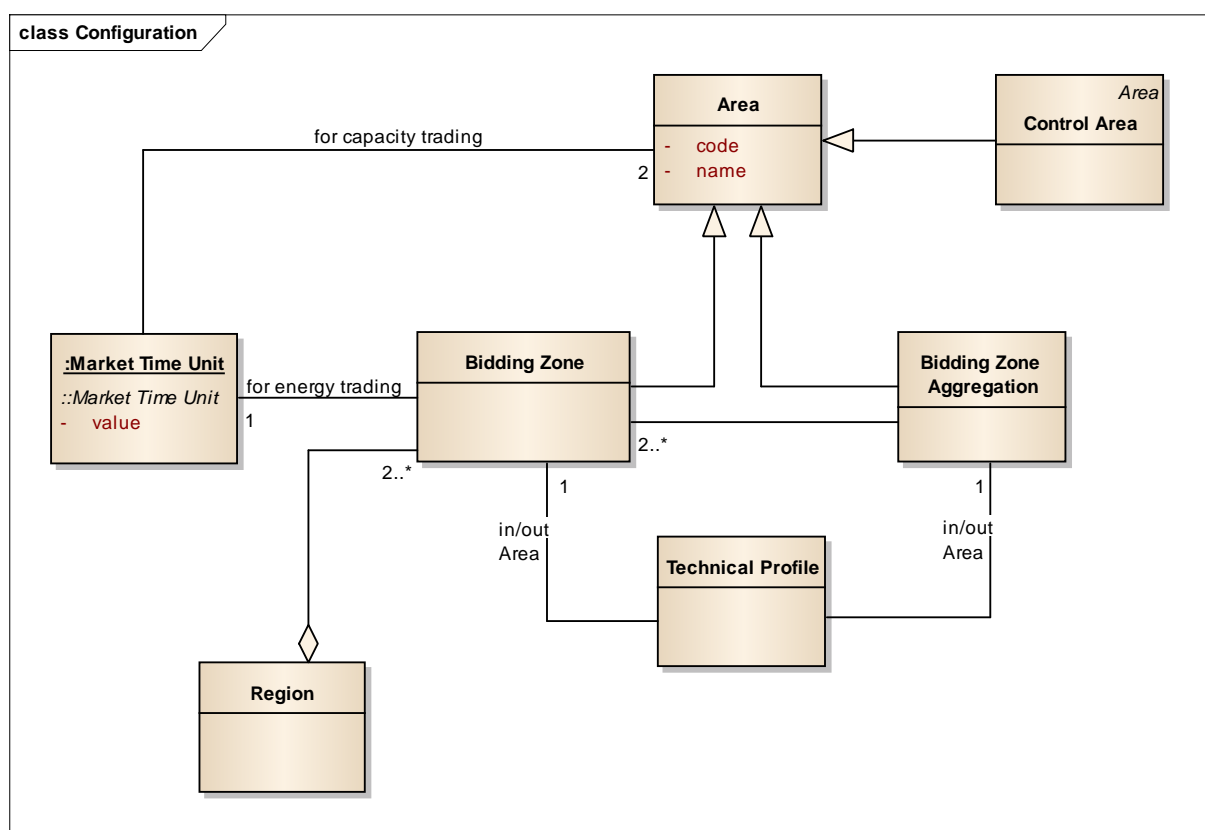 class Configuration
Area
- code
- name
Area
Control Area
for capacity trading
2
:Market Time Unit
::Market Time Unit
- value
for energy trading
1
Bidding Zone
Bidding Zone
Aggregation
2..*
2..*
1
in/out
Area
1
in/out
Area
Technical Profile
Region